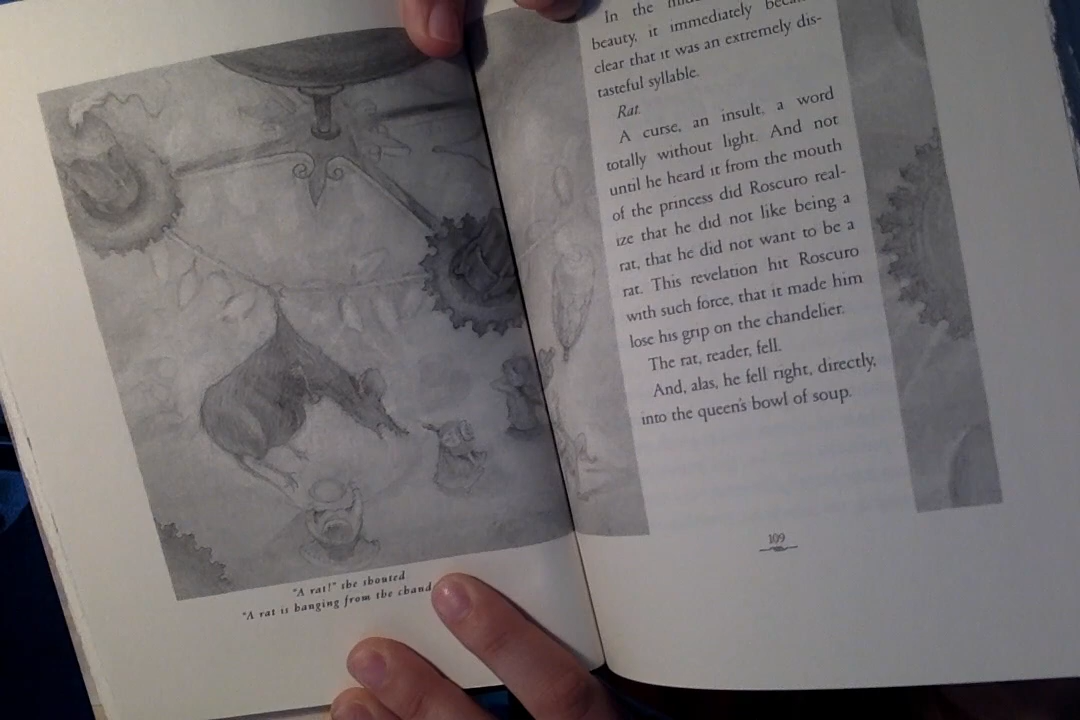 "A rat!" she shouted
"A rat is hanging from the
In the
beauty, it immediately
clear that it was an extremely dis-
tasteful syllable.
Rat.
A curse, an insult, a word
totally without light. And not
until he heard it from the mouth
of the princess did Roscuro real-
ize that he did not like being a
rat, that he did not want to be a
rat. This revelation hit Roscuro
with such force, that it made him
lose his grip on the chandelier.
The rat, reader, fell.
And, alas, he fell right, directly,
into the queen's bowl of soup.
109